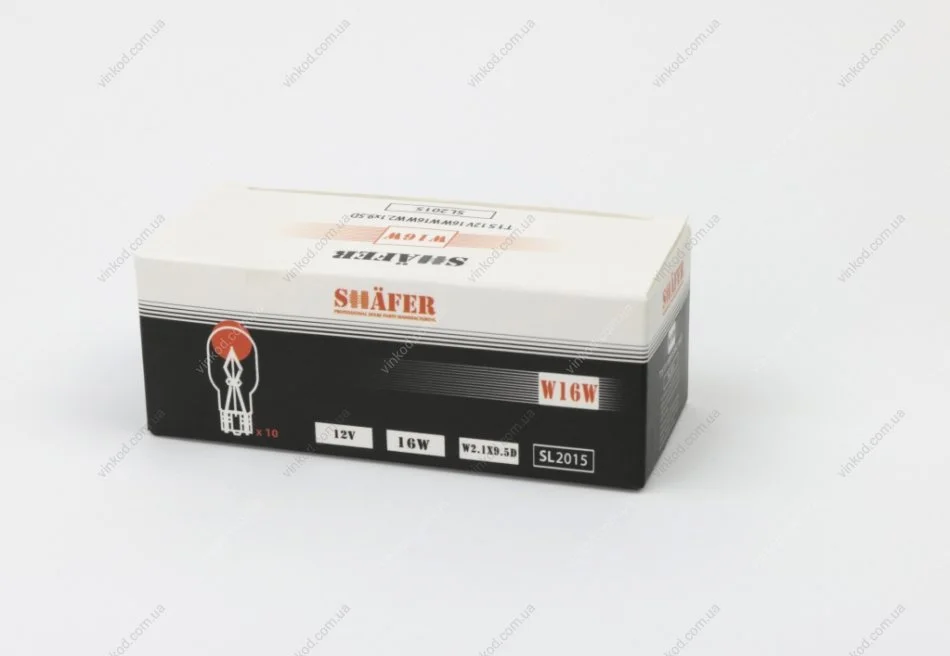 SL2015
T15 12V 16W W16W W2.1x9.5D
W16W
SHÄFER
SHÄFER
W16W
x 10
12V
16W
W2.1X9.5D
SL2015
vinkod.com.ua